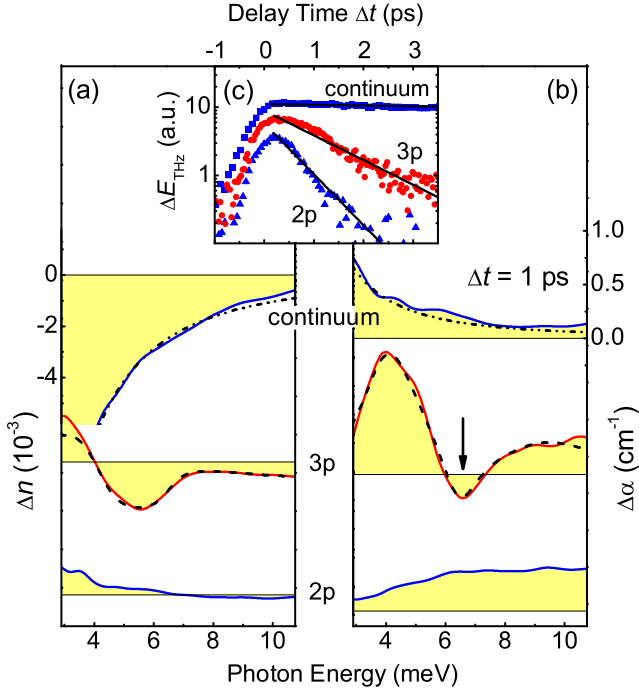 Delay Time Δt (ps)
-1 0 1 2 3
(a) (c) (b)
10
1
ΔE_THz (a.u.)
continuum
3p
2p
1.0
0.5
0.0
Δt = 1 ps
0
-2
-4
continuum
3p
2p
Δn (10⁻³)
Δα (cm⁻¹)
4 6 8 10 4 6 8 10
Photon Energy (meV)